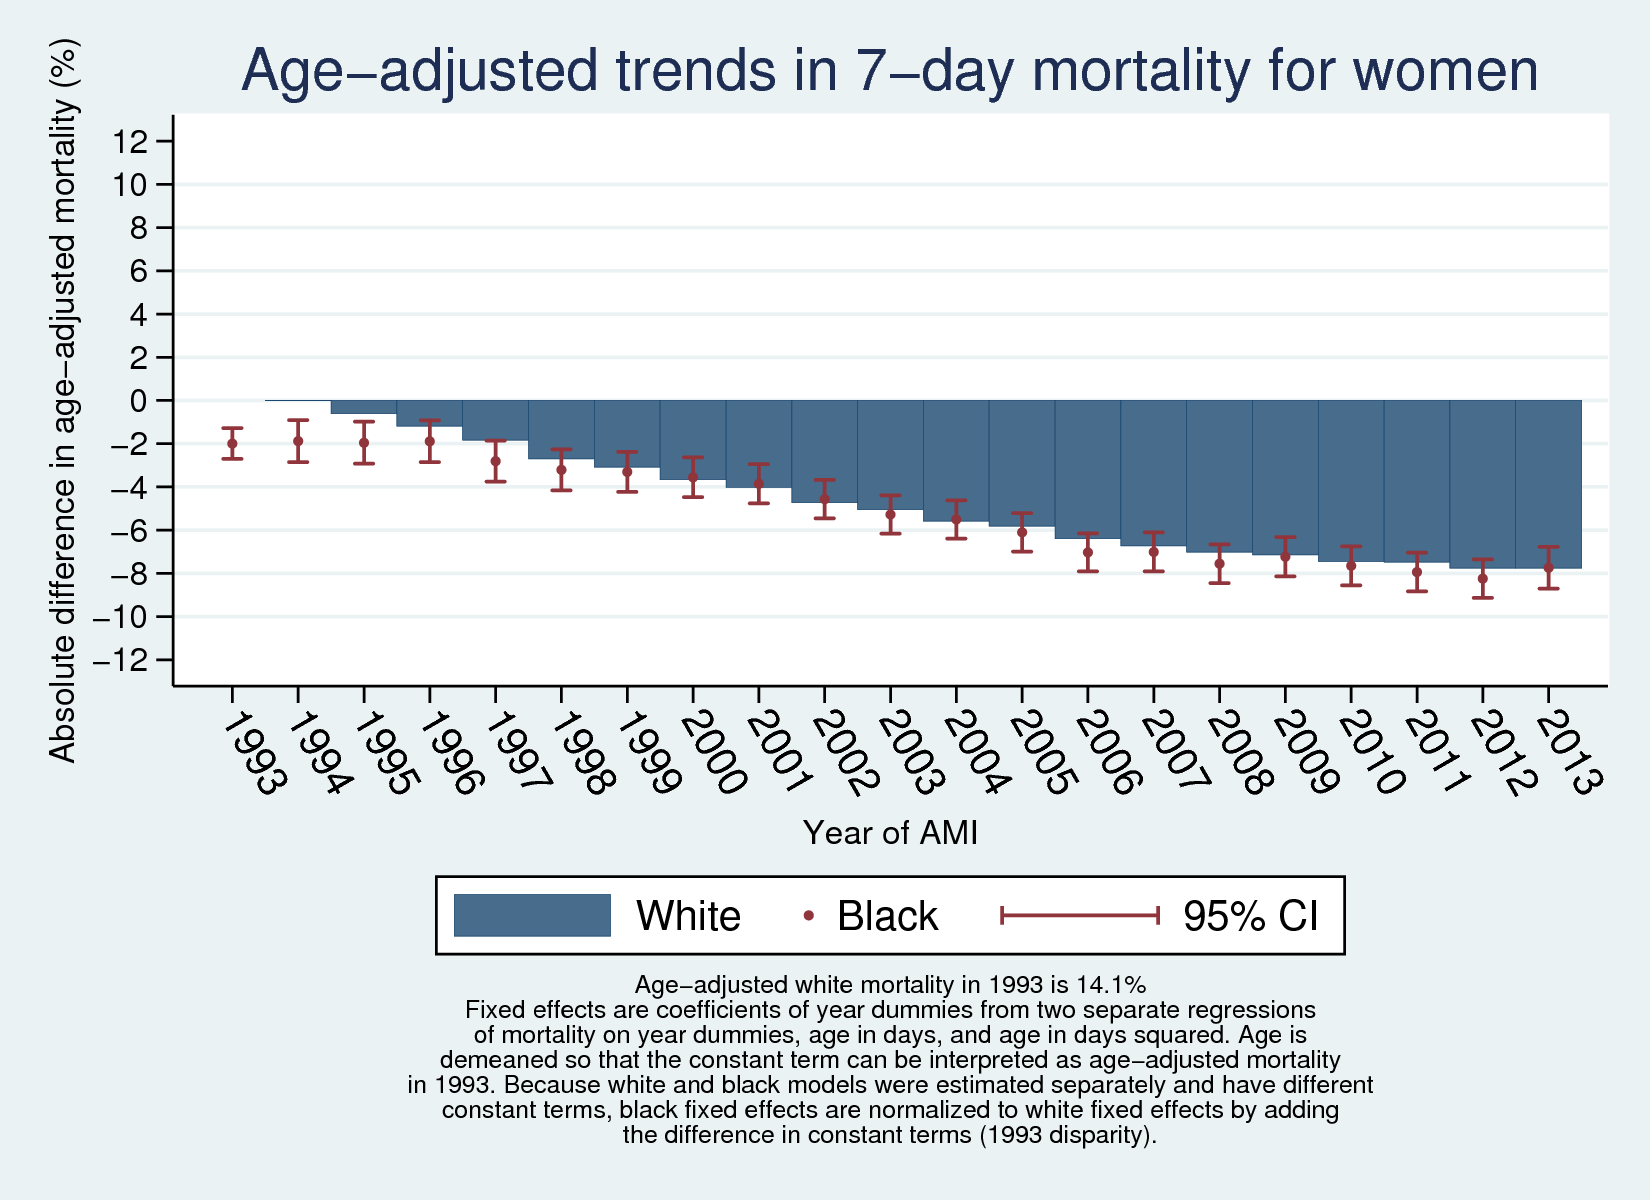 Age−adjusted trends in 7−day mortality for women
Absolute difference in age−adjusted mortality (%)
12
10
8
6
4
2
0
−2
−4
−6
−8
−10
−12
1993 1994 1995 1996 1997 1998 1999 2000 2001 2002 2003 2004 2005 2006 2007 2008 2009 2010 2011 2012 2013
Year of AMI
White Black 95% CI
Age−adjusted white mortality in 1993 is 14.1%
Fixed effects are coefficients of year dummies from two separate regressions
of mortality on year dummies, age in days, and age in days squared. Age is
demeaned so that the constant term can be interpreted as age−adjusted mortality
in 1993. Because white and black models were estimated separately and have different
constant terms, black fixed effects are normalized to white fixed effects by adding
the difference in constant terms (1993 disparity).